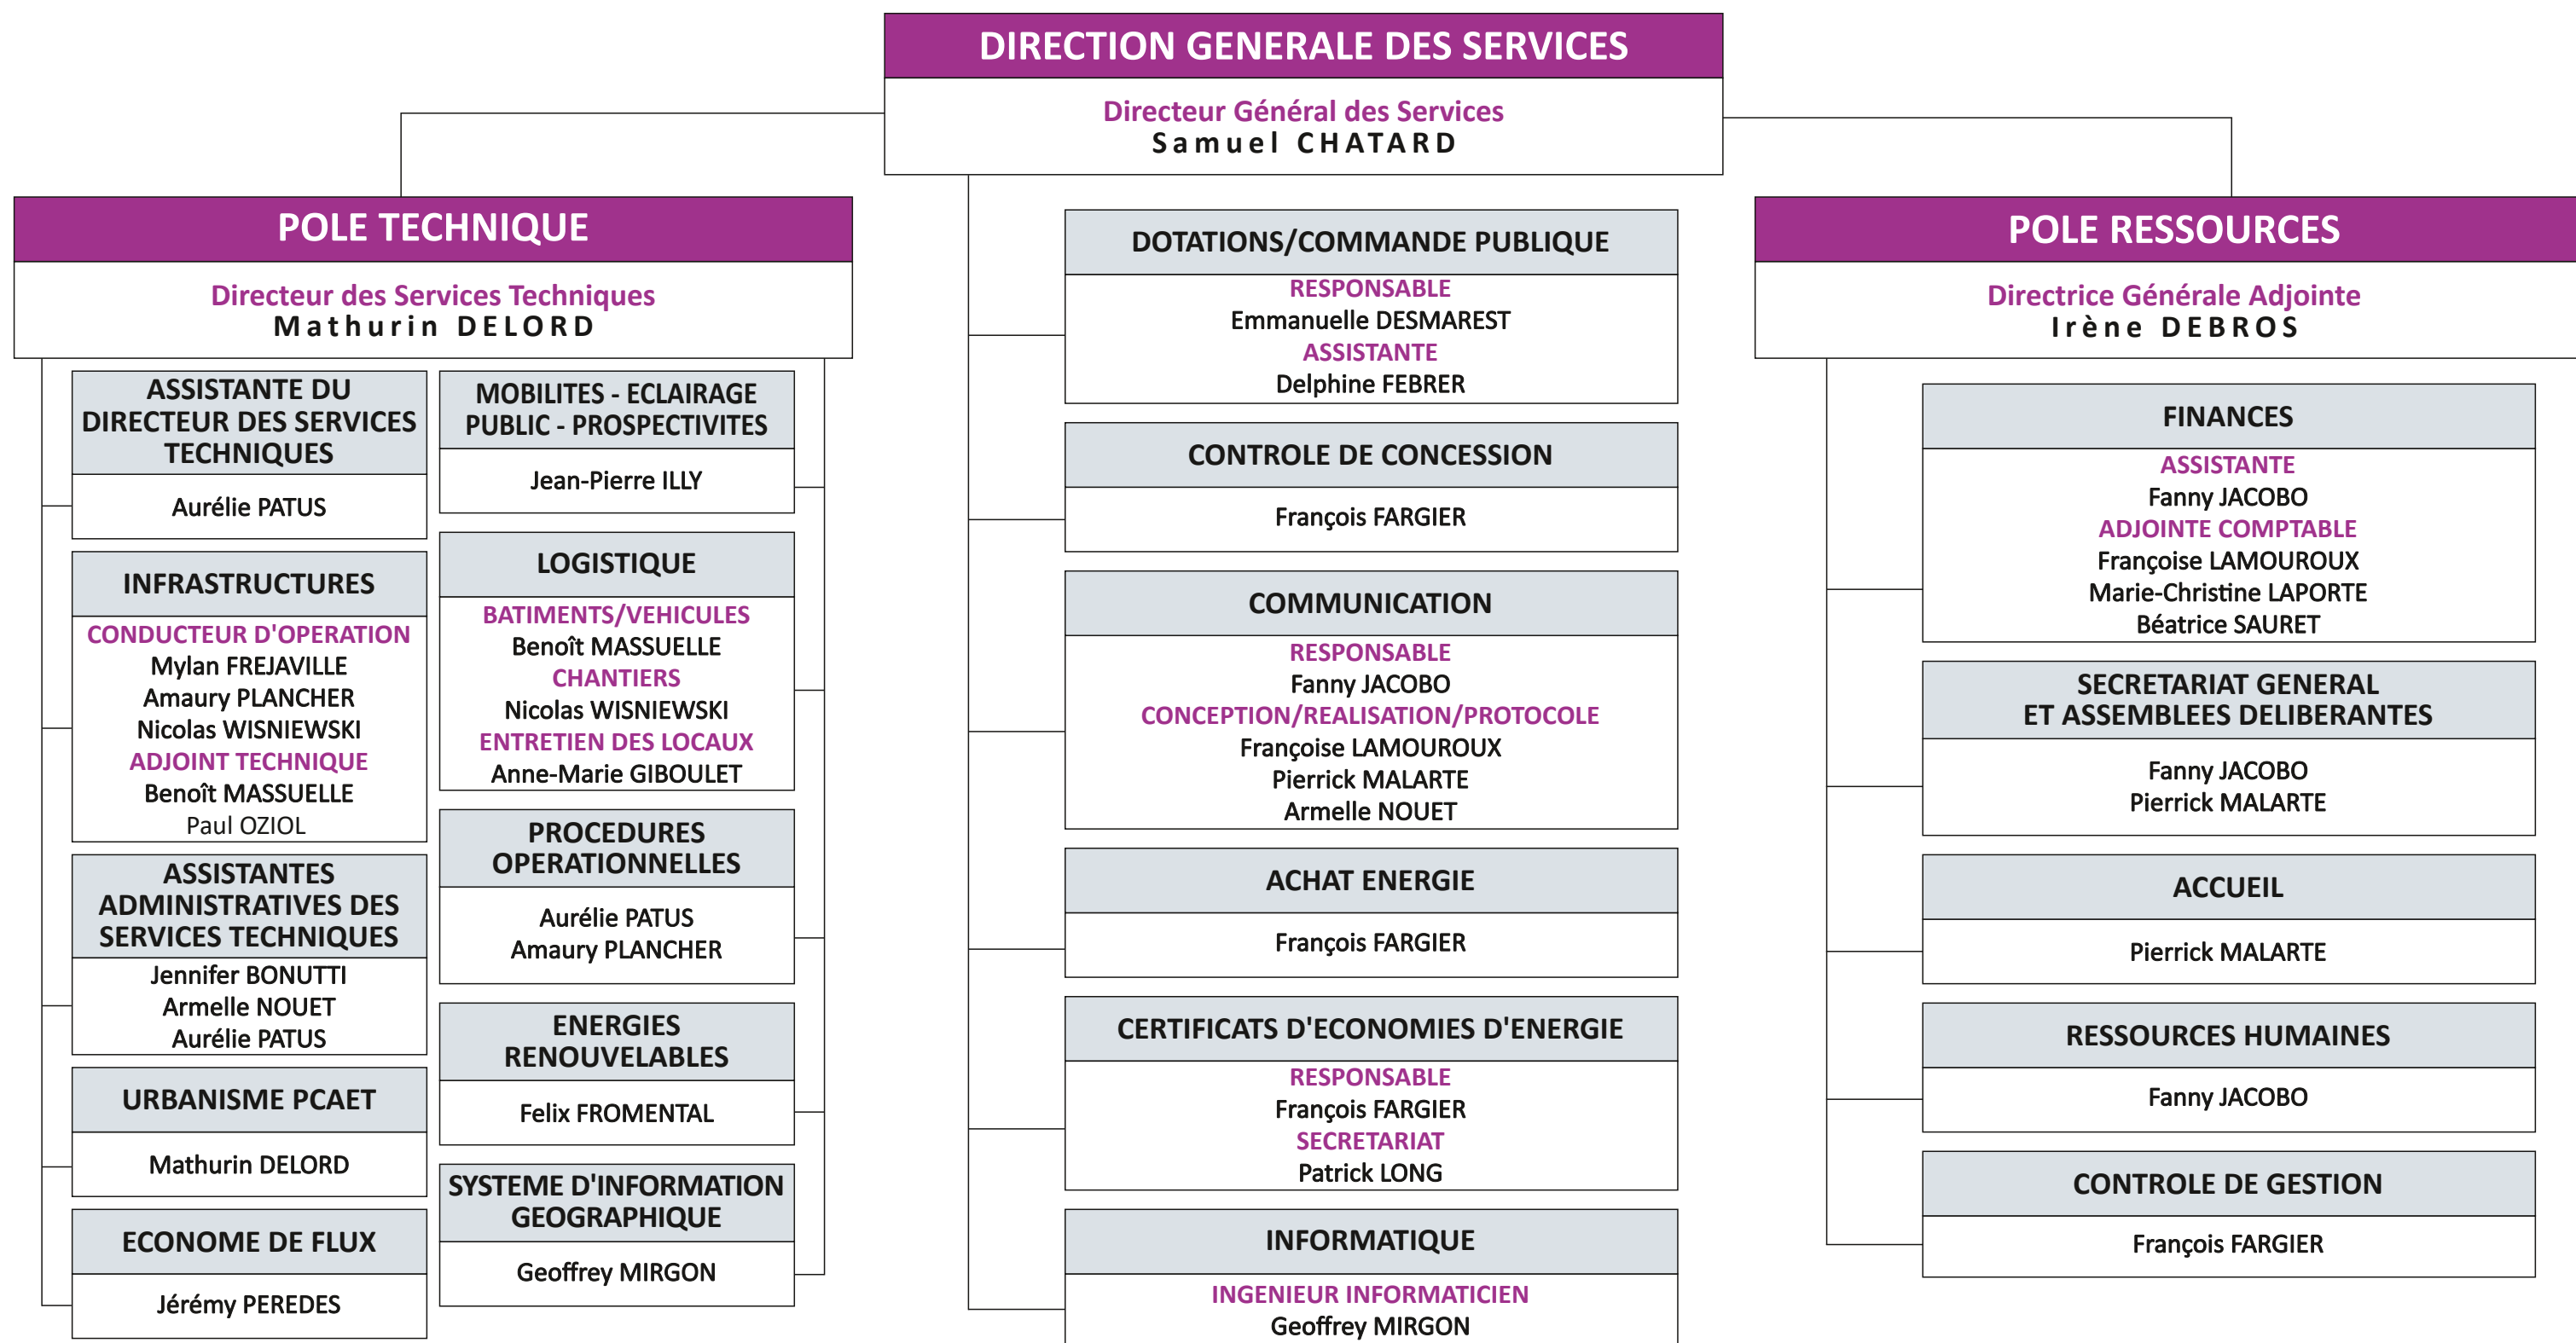 DIRECTION GENERALE DES SERVICES
Directeur Général des Services
Samuel CHATARD
POLE TECHNIQUE
Directeur des Services Techniques
Mathurin DELORD
ASSISTANTE DU
DIRECTEUR DES SERVICES
TECHNIQUES
Aurélie PATUS
INFRASTRUCTURES
CONDUCTEUR D'OPERATION
Mylan FREJAVILLE
Amaury PLANCHER
Nicolas WISNIEWSKI
ADJOINT TECHNIQUE
Benoît MASSUELLE
Paul OZIOL
ASSISTANTES
ADMINISTRATIVES DES
SERVICES TECHNIQUES
Jennifer BONUTTI
Armelle NOUET
Aurélie PATUS
URBANISME PCAET
Mathurin DELORD
ECONOME DE FLUX
Jérémy PEREDES
MOBILITES - ECLAIRAGE
PUBLIC - PROSPECTIVITES
Jean-Pierre ILLY
LOGISTIQUE
BATIMENTS/VEHICULES
Benoît MASSUELLE
CHANTIERS
Nicolas WISNIEWSKI
ENTRETIEN DES LOCAUX
Anne-Marie GIBOULET
PROCEDURES
OPERATIONNELLES
Aurélie PATUS
Amaury PLANCHER
ENERGIES
RENOUVELABLES
Felix FROMENTAL
SYSTEME D'INFORMATION
GEOGRAPHIQUE
Geoffrey MIRGON
DOTATIONS/COMMANDE PUBLIQUE
RESPONSABLE
Emmanuelle DESMAREST
ASSISTANTE
Delphine FEBRER
CONTROLE DE CONCESSION
François FARGIER
COMMUNICATION
RESPONSABLE
Fanny JACOBO
CONCEPTION/REALISATION/PROTOCOLE
Françoise LAMOUROUX
Pierrick MALARTE
Armelle NOUET
ACHAT ENERGIE
François FARGIER
CERTIFICATS D'ECONOMIES D'ENERGIE
RESPONSABLE
François FARGIER
SECRETARIAT
Patrick LONG
INFORMATIQUE
INGENIEUR INFORMATICIEN
Geoffrey MIRGON
POLE RESSOURCES
Directrice Générale Adjointe
Irène DEBROS
FINANCES
ASSISTANTE
Fanny JACOBO
ADJOINTE COMPTABLE
Françoise LAMOUROUX
Marie-Christine LAPORTE
Béatrice SAURET
SECRETARIAT GENERAL
ET ASSEMBLEES DELIBERANTES
Fanny JACOBO
Pierrick MALARTE
ACCUEIL
Pierrick MALARTE
RESSOURCES HUMAINES
Fanny JACOBO
CONTROLE DE GESTION
François FARGIER